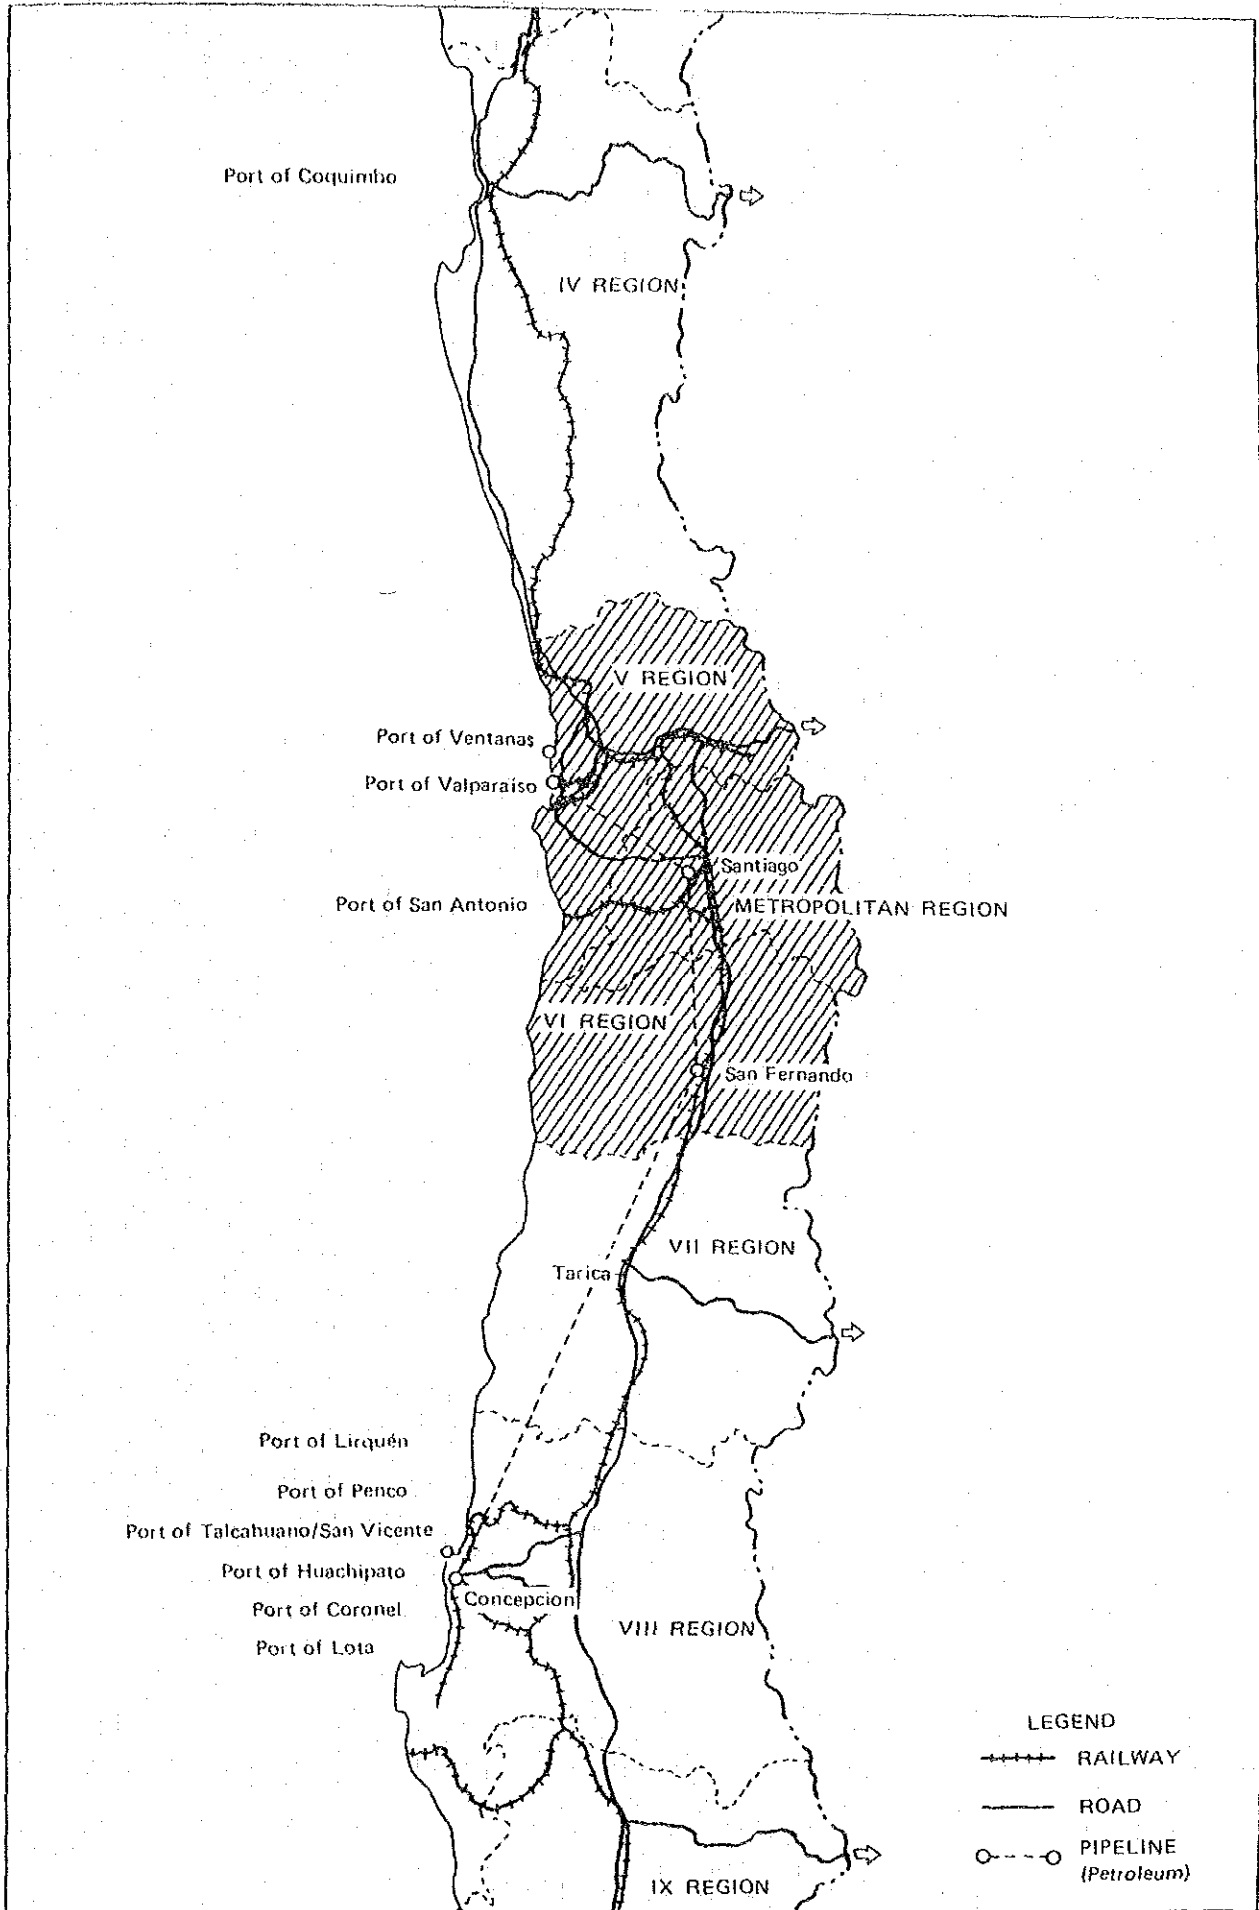 Port of Coquimbo
IV REGION
V REGION
Port of Ventanas
Port of Valparaíso
Santiago
Port of San Antonio
METROPOLITAN REGION
VI REGION
San Fernando
VII REGION
Tarica
Port of Lirquén
Port of Penco
Port of Talcahuano/San Vicente
Port of Huachipato
Concepcion
Port of Coronel
VIII REGION
Port of Lota
LEGEND
RAILWAY
ROAD
PIPELINE
(Petroleum)
IX REGION